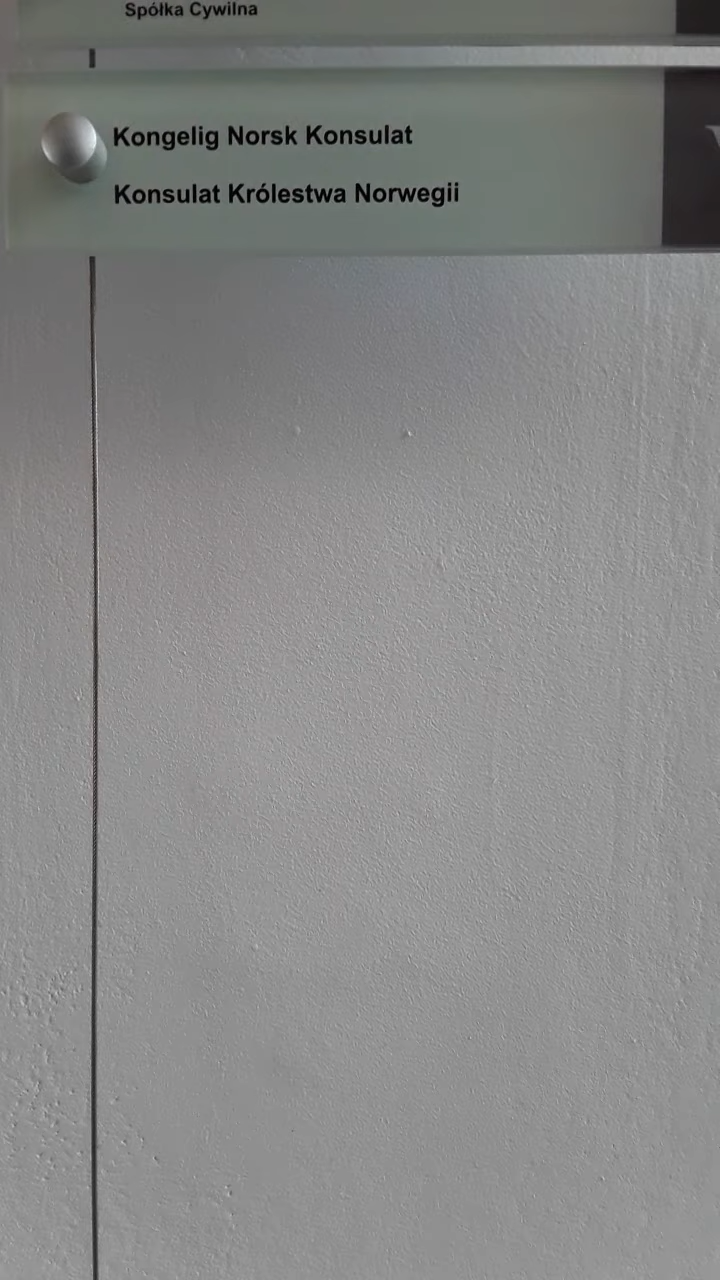 Spółka Cywilna
Kongelig Norsk Konsulat
Konsulat Królestwa Norwegii